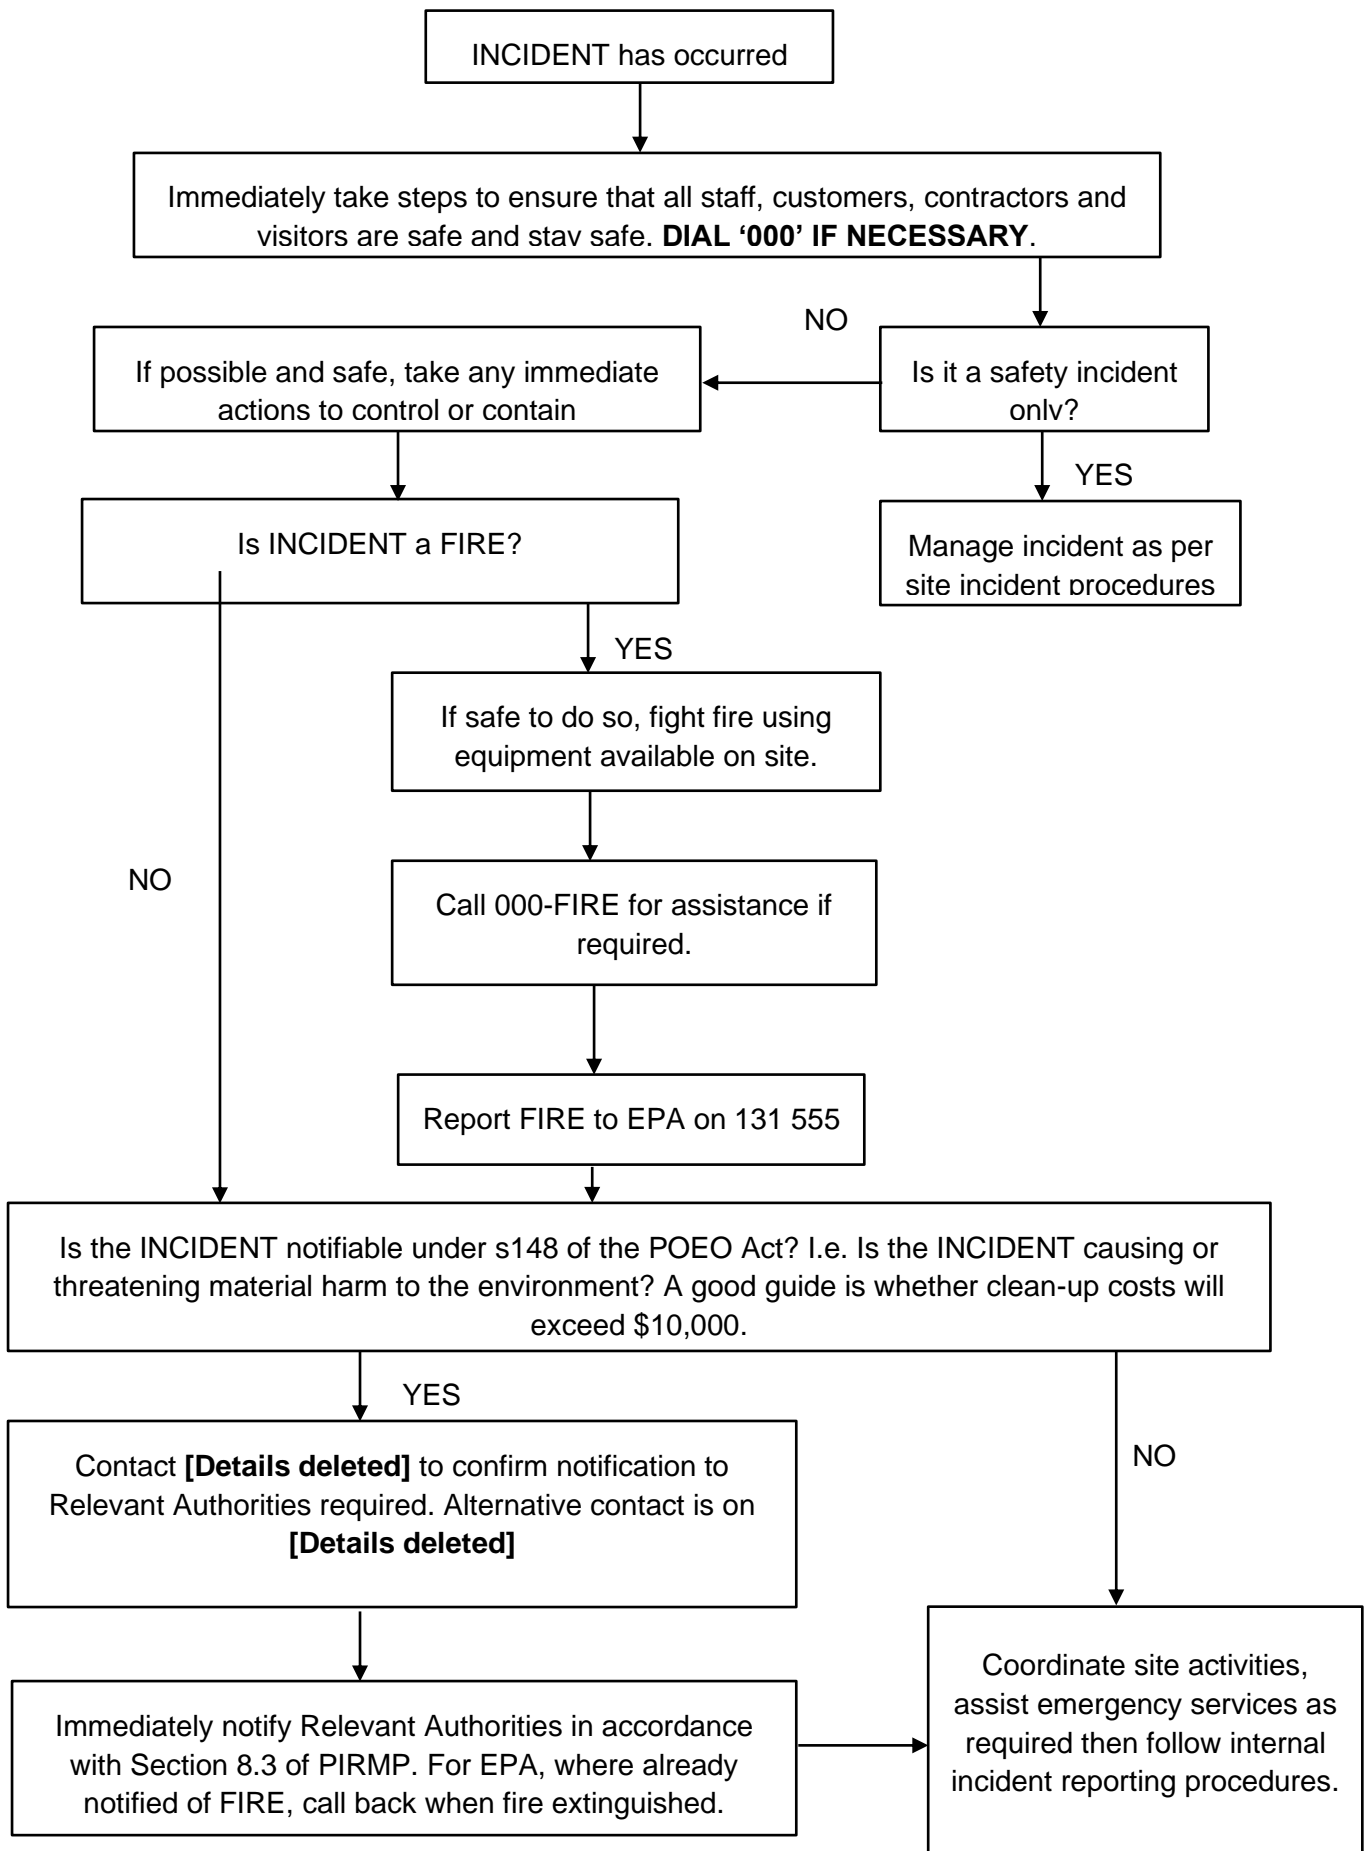 INCIDENT has occurred
Immediately take steps to ensure that all staff, customers, contractors and
visitors are safe and stay safe. DIAL ‘000’ IF NECESSARY.
NO
If possible and safe, take any immediate
actions to control or contain
Is it a safety incident
only?
YES
Is INCIDENT a FIRE?
Manage incident as per
site incident procedures
YES
If safe to do so, fight fire using
equipment available on site.
NO
Call 000-FIRE for assistance if
required.
Report FIRE to EPA on 131 555
Is the INCIDENT notifiable under s148 of the POEO Act? I.e. Is the INCIDENT causing or
threatening material harm to the environment? A good guide is whether clean-up costs will
exceed $10,000.
YES
NO
Contact [Details deleted] to confirm notification to
Relevant Authorities required. Alternative contact is on
[Details deleted]
Immediately notify Relevant Authorities in accordance
with Section 8.3 of PIRMP. For EPA, where already
notified of FIRE, call back when fire extinguished.
Coordinate site activities,
assist emergency services as
required then follow internal
incident reporting procedures.